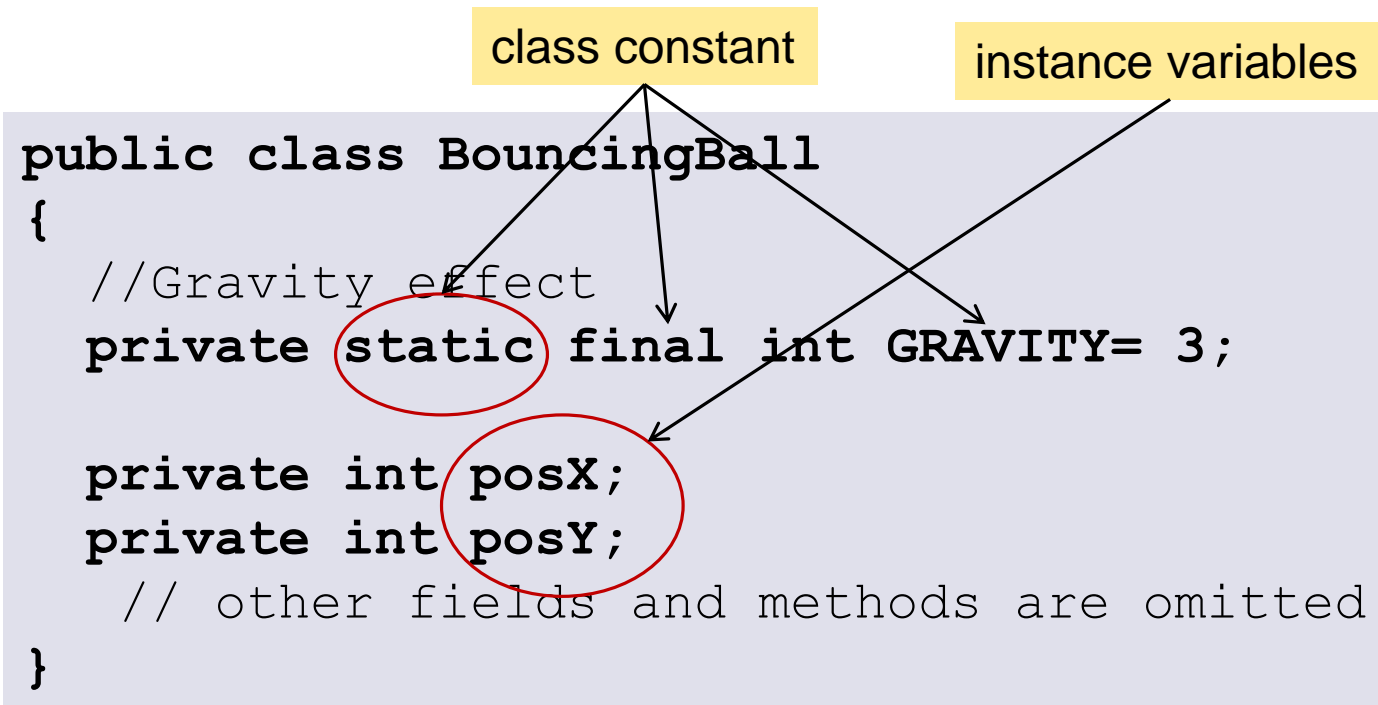 class constant
instance variables
public class BouncingBall
{
//Gravity effect
private static final int GRAVITY= 3;
private int posX;
private int posY;
// other fields and methods are omitted
}